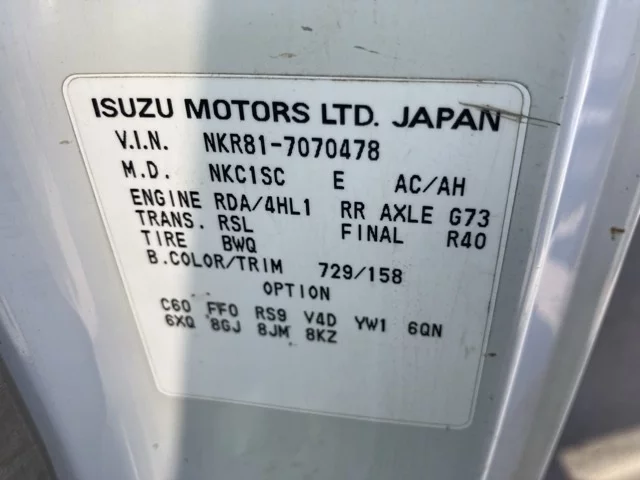 ISUZU MOTORS LTD. JAPAN
V.I.N. NKR81-7070478
M.D. NKC1SC E AC/AH
ENGINE RDA/4HL1 RR AXLE G73
TRANS. RSL FINAL R40
TIRE BWQ
B.COLOR/TRIM 729/158
OPTION
C60 FF0 RS9 V4D YW1 6QN
6XQ 8GJ 8JM 8KZ